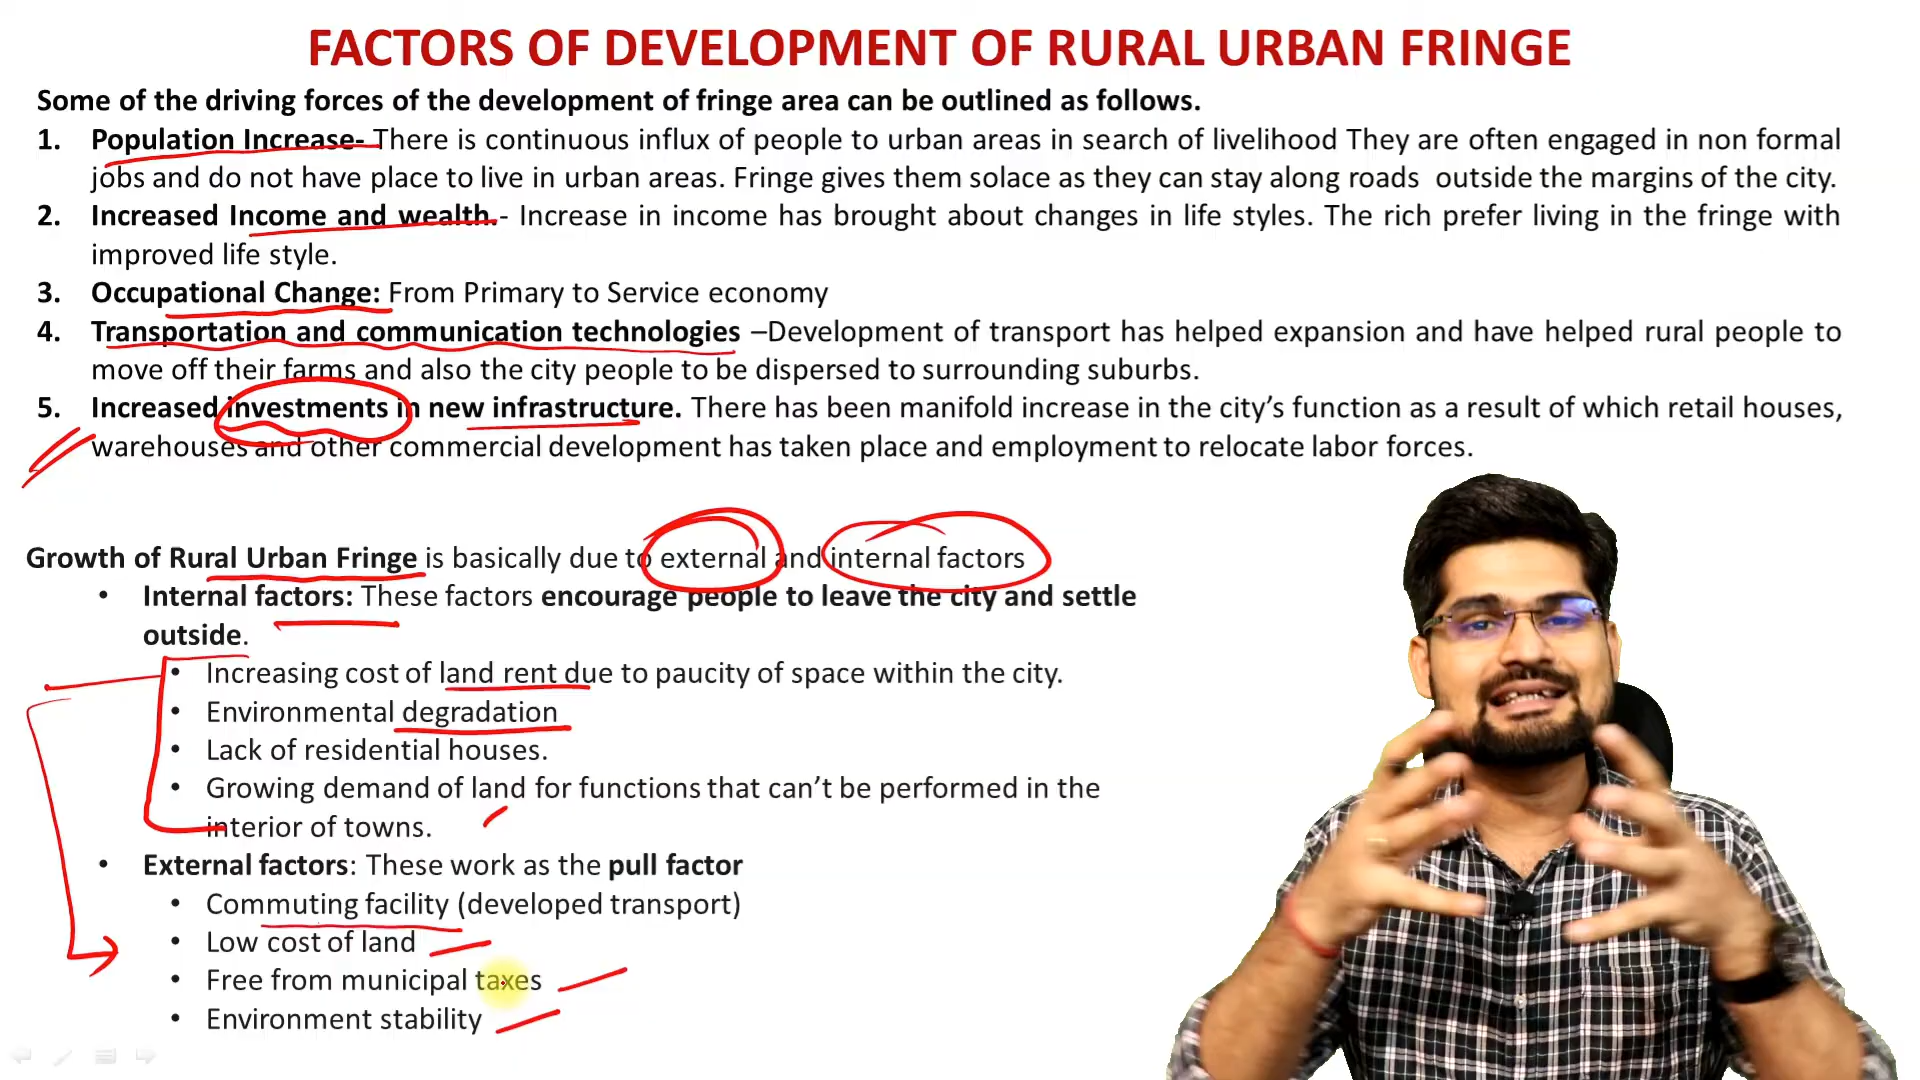 FACTORS OF DEVELOPMENT OF RURAL URBAN FRINGE
Some of the driving forces of the development of fringe area can be outlined as follows.
1. Population Increase- There is continuous influx of people to urban areas in search of livelihood They are often engaged in non formal
jobs and do not have place to live in urban areas. Fringe gives them solace as they can stay along roads outside the margins of the city.
2. Increased Income and wealth.- Increase in income has brought about changes in life styles. The rich prefer living in the fringe with
improved life style.
3. Occupational Change: From Primary to Service economy
4. Transportation and communication technologies –Development of transport has helped expansion and have helped rural people to
move off their farms and also the city people to be dispersed to surrounding suburbs.
5. Increased investments in new infrastructure. There has been manifold increase in the city's function as a result of which retail houses,
warehouses and other commercial development has taken place and employment to relocate labor forces.
Growth of Rural Urban Fringe is basically due to external and internal factors
• Internal factors: These factors encourage people to leave the city and settle
outside.
• Increasing cost of land rent due to paucity of space within the city.
• Environmental degradation
• Lack of residential houses.
• Growing demand of land for functions that can't be performed in the
interior of towns.
• External factors: These work as the pull factor
• Commuting facility (developed transport)
• Low cost of land
• Free from municipal taxes
• Environment stability